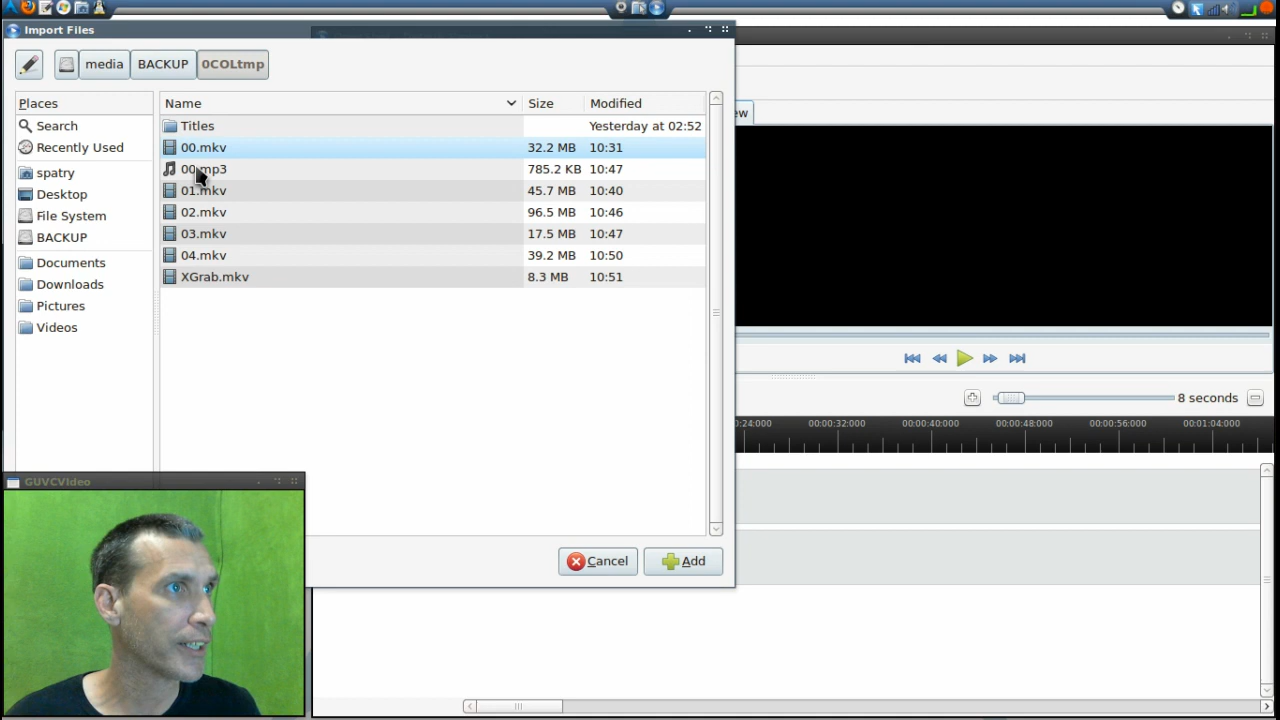 Import Files
media BACKUP 0COLtmp
Places
Search
Recently Used
spatry
Desktop
File System
BACKUP
Documents
Downloads
Pictures
Videos
Name Size Modified
Titles Yesterday at 02:52
00.mkv 32.2 MB 10:31
00.mp3 785.2 KB 10:47
01.mkv 45.7 MB 10:40
02.mkv 96.5 MB 10:46
03.mkv 17.5 MB 10:47
04.mkv 39.2 MB 10:50
XGrab.mkv 8.3 MB 10:51
Cancel Add
ew
8 seconds
:24:000 00:00:32:000 00:00:40:000 00:00:48:000 00:00:56:000 00:01:04:000
GUVCVideo